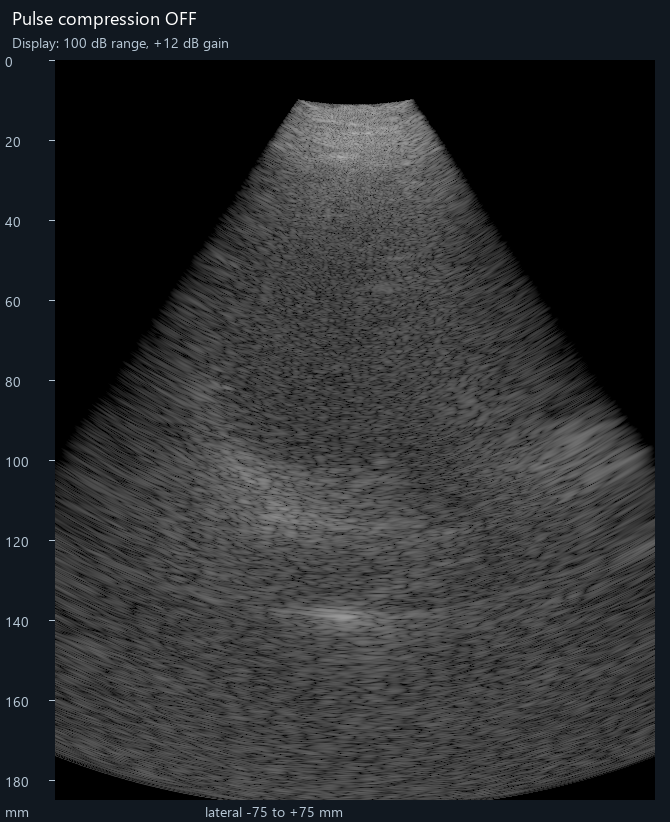 Pulse compression OFF
Display: 100 dB range, +12 dB gain
0
20
40
60
80
100
120
140
160
180
mm
lateral -75 to +75 mm